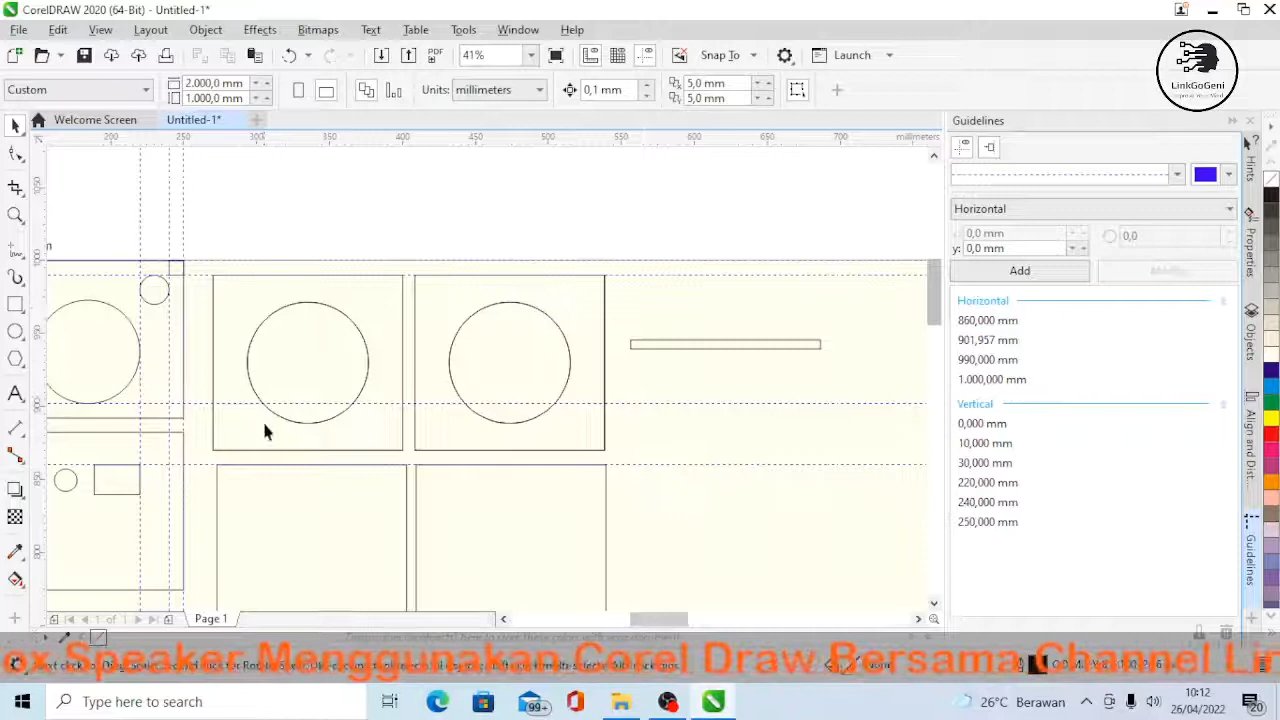 CorelDRAW 2020 (64-Bit) - Untitled-1*
File Edit View Layout Object Effects Bitmaps Text Table Tools Window Help
PDF 41% Snap To Launch
Custom 2.000,0 mm 1.000,0 mm Units: millimeters 0,1 mm 5,0 mm 5,0 mm
LinkGoGeni
Welcome Screen Untitled-1*
Guidelines
200 250 300 350 400 450 500 550 600 650 700 millimeters
Horizontal
0,0 mm
y: 0,0 mm
0,0
Add
Horizontal
860,000 mm
901,957 mm
990,000 mm
1.000,000 mm
Vertical
0,000 mm
10,000 mm
30,000 mm
220,000 mm
240,000 mm
250,000 mm
Hints
Properties
Objects
Align and Dist...
Guidelines
1 of 1 Page 1
ox Speaker Menggunakan Corel Draw Bersama Channel Li
Type here to search
99+
26°C Berawan
0:12
26/04/2022
20